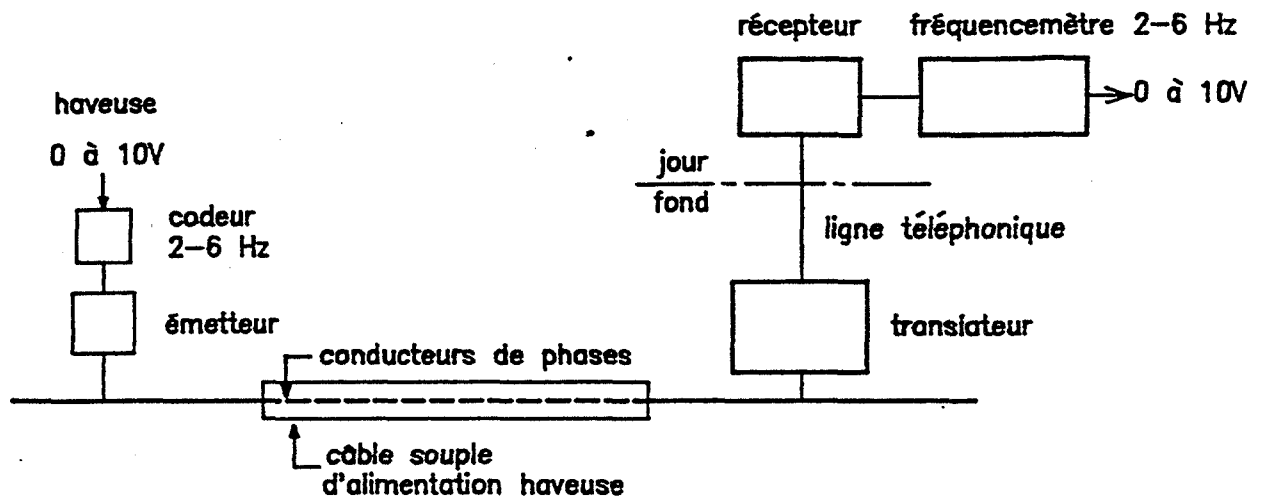 récepteur
fréquencemètre 2-6 Hz
haveuse
0 à 10V
0 à 10V
jour
fond
codeur
2-6 Hz
ligne téléphonique
émetteur
translateur
conducteurs de phases
câble souple
d'alimentation haveuse